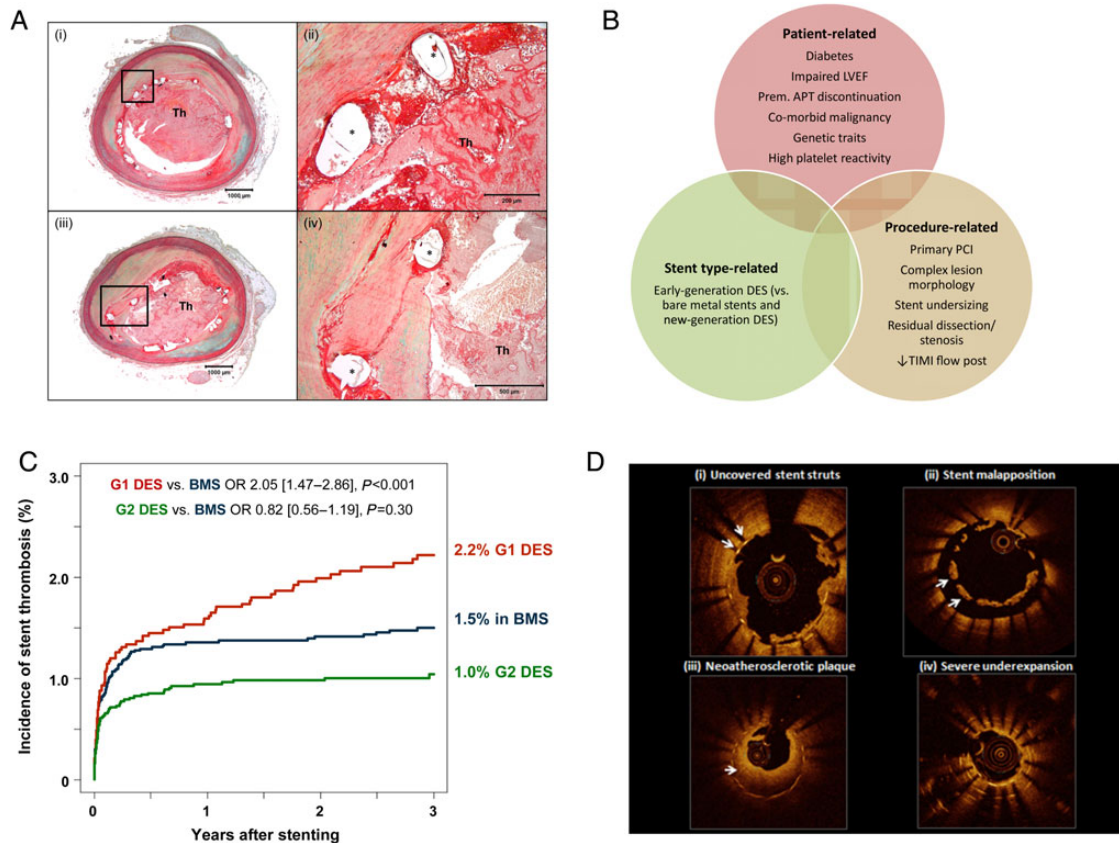 A
(i)
Th
1000 µm
(ii)
*
*
Th
200 µm
(iii)
Th
1000 µm
(iv)
*
*
Th
500 µm
B
Patient-related
Diabetes
Impaired LVEF
Prem. APT discontinuation
Co-morbid malignancy
Genetic traits
High platelet reactivity
Stent type-related
Early-generation DES (vs.
bare metal stents and
new-generation DES)
Procedure-related
Primary PCI
Complex lesion
morphology
Stent undersizing
Residual dissection/
stenosis
↓TIMI flow post
C
Incidence of stent thrombosis (%)
3.0
2.0
1.0
0
G1 DES vs. BMS OR 2.05 [1.47–2.86], P<0.001
G2 DES vs. BMS OR 0.82 [0.56–1.19], P=0.30
2.2% G1 DES
1.5% in BMS
1.0% G2 DES
0 1 2 3
Years after stenting
D
(i) Uncovered stent struts
(ii) Stent malapposition
(iii) Neoatherosclerotic plaque
(iv) Severe underexpansion